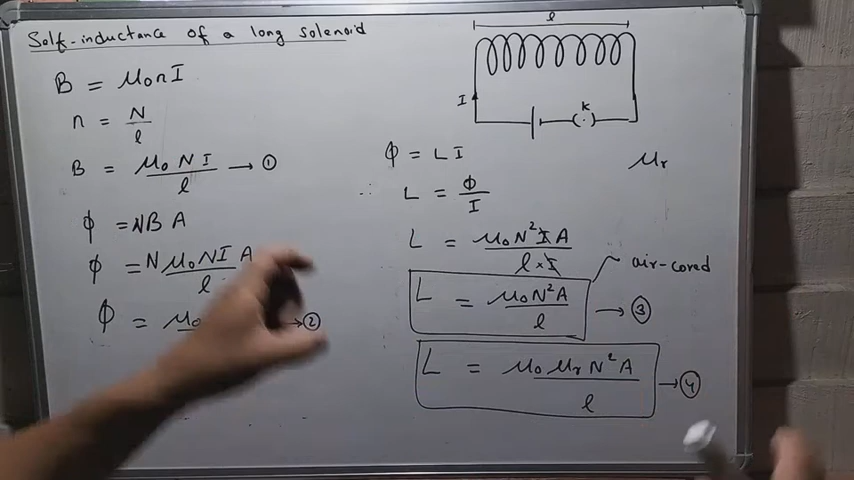 Self-inductance of a long solenoid
B = μ₀nI
n = N/l
B = μ₀NI/l → ①
ϕ = NBA
ϕ = N μ₀NI A/l
ϕ = μ₀ → ②
l
I
K
ϕ = LI
μᵣ
∴ L = ϕ/I
L = μ₀N²IA/l×I
air-cored
L = μ₀N²A/l → ③
L = μ₀μᵣN²A/l → ④